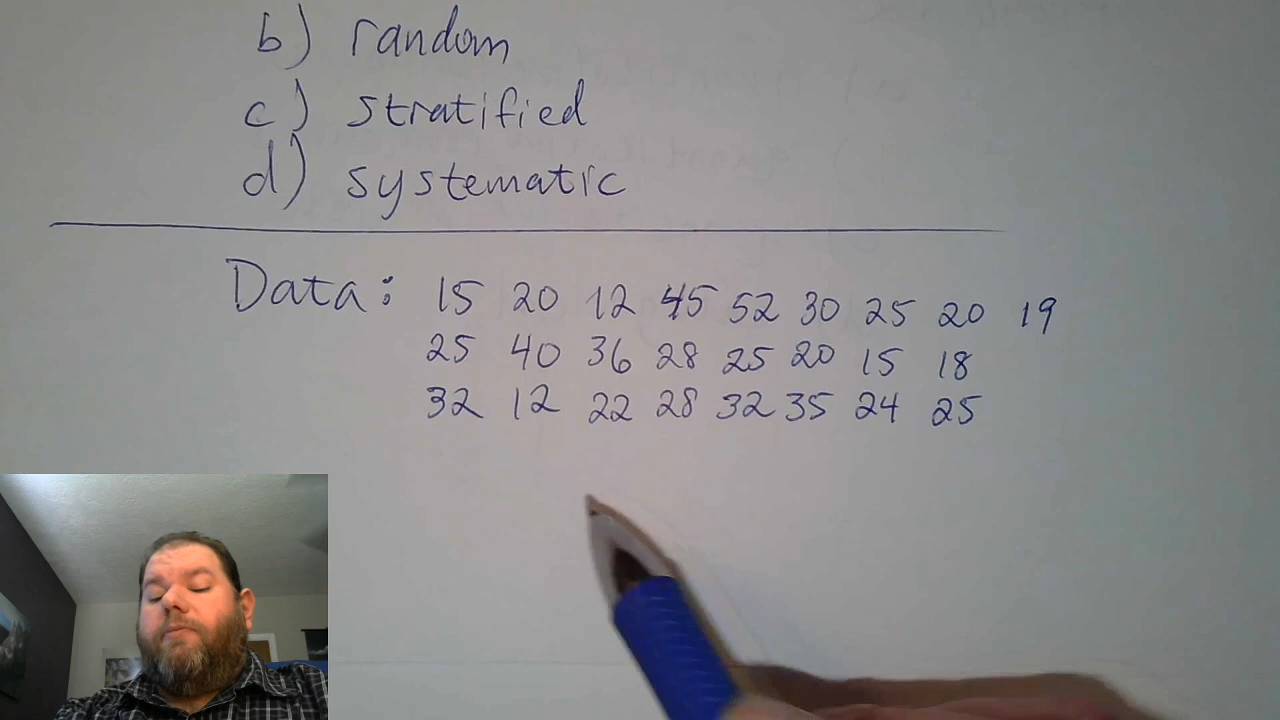 b) random
c) stratified
d) systematic
Data: 15 20 12 45 52 30 25 20 19
25 40 36 28 25 20 15 18
32 12 22 28 32 35 24 25